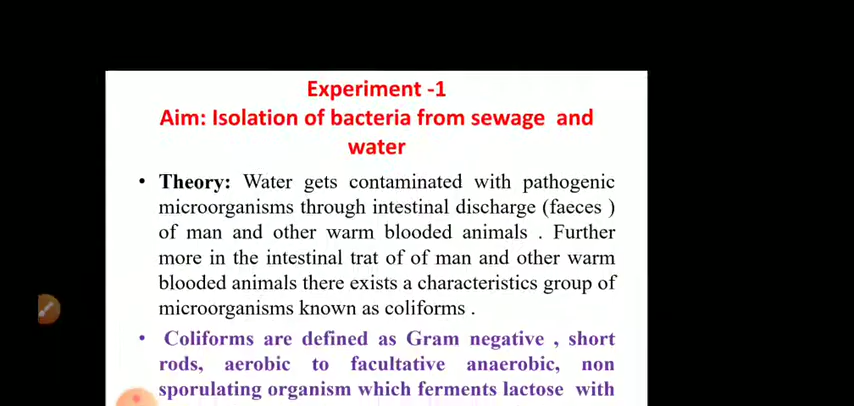 Experiment -1
Aim: Isolation of bacteria from sewage and
water
• Theory: Water gets contaminated with pathogenic
microorganisms through intestinal discharge (faeces )
of man and other warm blooded animals . Further
more in the intestinal trat of of man and other warm
blooded animals there exists a characteristics group of
microorganisms known as coliforms .
• Coliforms are defined as Gram negative , short
rods, aerobic to facultative anaerobic, non
sporulating organism which ferments lactose with